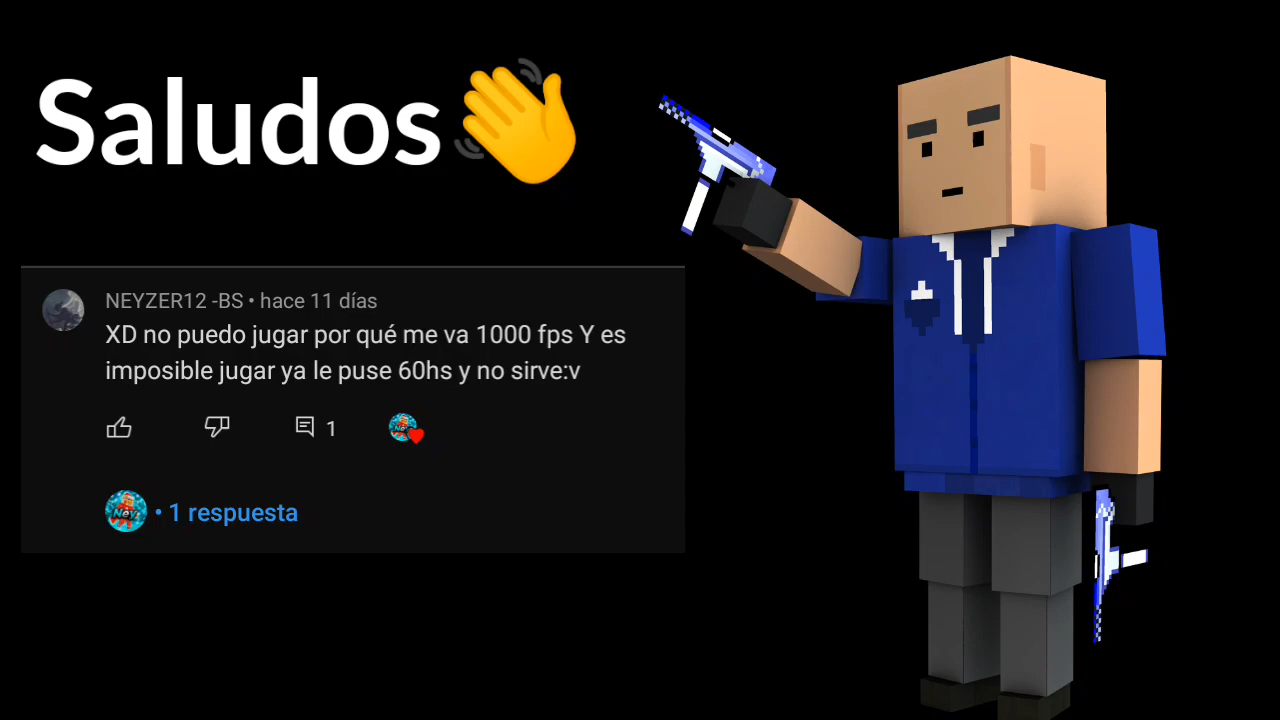 Saludos
NEYZER12 -BS • hace 11 días
XD no puedo jugar por qué me va 1000 fps Y es
imposible jugar ya le puse 60hs y no sirve:v
1
• 1 respuesta